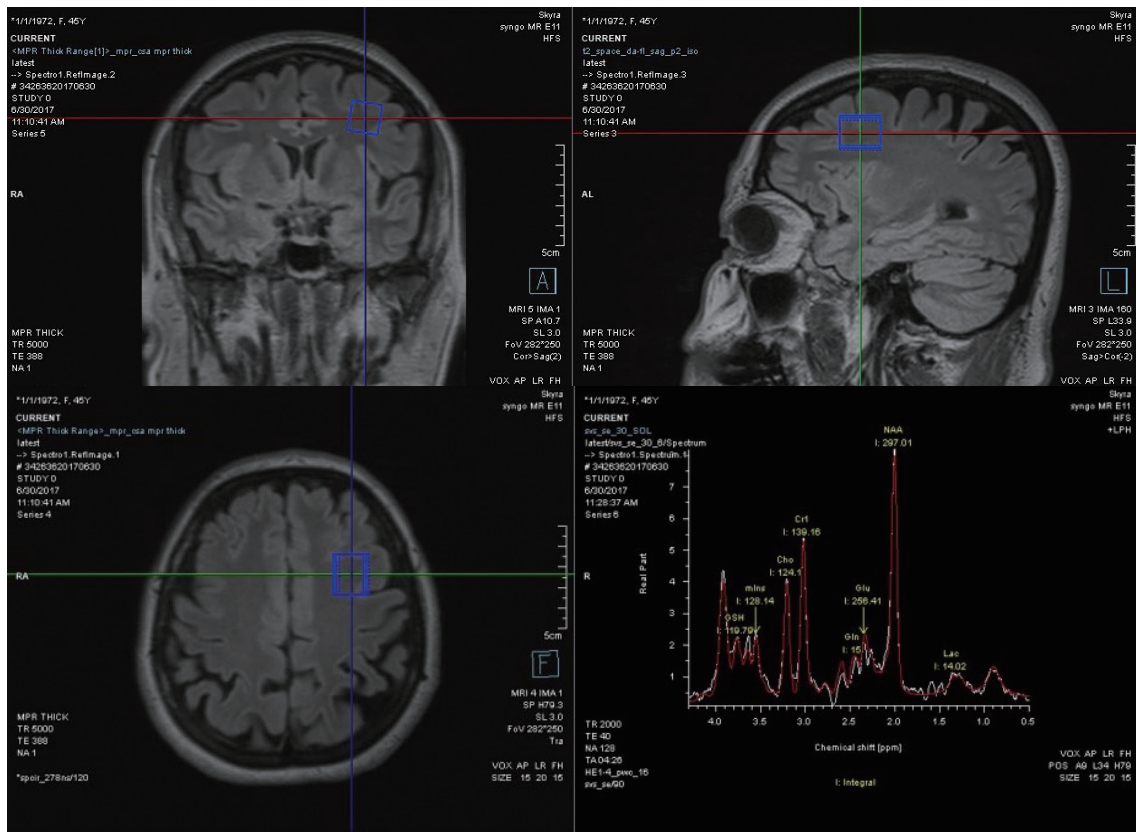 *1/1/1972, F, 45Y
CURRENT
<MPR Thick Range[1]>_mpr_csa mpr thick
latest
--> Spectro1.RefImage.2
# 34263620170630
STUDY 0
6/30/2017
11:10:41 AM
Series 5
Skyra
syngo MR E11
HFS
RA
5cm
A
MPR THICK
TR 5000
TE 388
NA 1
MRI 5 IMA 1
SP A10.7
SL 3.0
FoV 282*250
Cor>Sag(2)
VOX AP LR FH
*1/1/1972, F, 45Y
CURRENT
t2_space_da-fl_sag_p2_iso
latest
--> Spectro1.RefImage.3
# 34263620170630
STUDY 0
6/30/2017
11:10:41 AM
Series 3
Skyra
syngo MR E11
HFS
AL
5cm
L
MPR THICK
TR 5000
TE 388
NA 1
MRI 3 IMA 160
SP L33.9
SL 3.0
FoV 282*250
Sag>Cor(-2)
VOX AP LR FH
*1/1/1972, F, 45Y
CURRENT
<MPR Thick Range>_mpr_csa mpr thick
latest
--> Spectro1.RefImage.1
# 34263620170630
STUDY 0
6/30/2017
11:10:41 AM
Series 4
Skyra
syngo MR E11
HFS
RA
5cm
F
MPR THICK
TR 5000
TE 388
NA 1
*spcir_278ns/120
MRI 4 IMA 1
SP H79.3
SL 3.0
FoV 282*250
Tra
VOX AP LR FH
SIZE 15 20 15
*1/1/1972, F, 45Y
CURRENT
svs_se_30_SOL
latest/svs_se_30_6/Spectrum
--> Spectro1.Spectrum.1
# 34263620170630
STUDY 0
6/30/2017
11:28:37 AM
Series 6
Skyra
syngo MR E11
HFS
+LPH
R
NAA
I: 297.01
Cr1
I: 139.16
Cho
I: 124.1
mIns
I: 128.14
Glu
I: 256.41
GSH
I: 119.79
Gln
I: 15
Lac
I: 14.02
Real Part
7
6
5
4
3
2
1
4.0 3.5 3.0 2.5 2.0 1.5 1.0 0.5
Chemical shift [ppm]
I: Integral
TR 2000
TE 40
NA 128
TA 04:26
svs_se/90
VOX AP LR FH
POS A9 L34 H79
SIZE 15 20 15